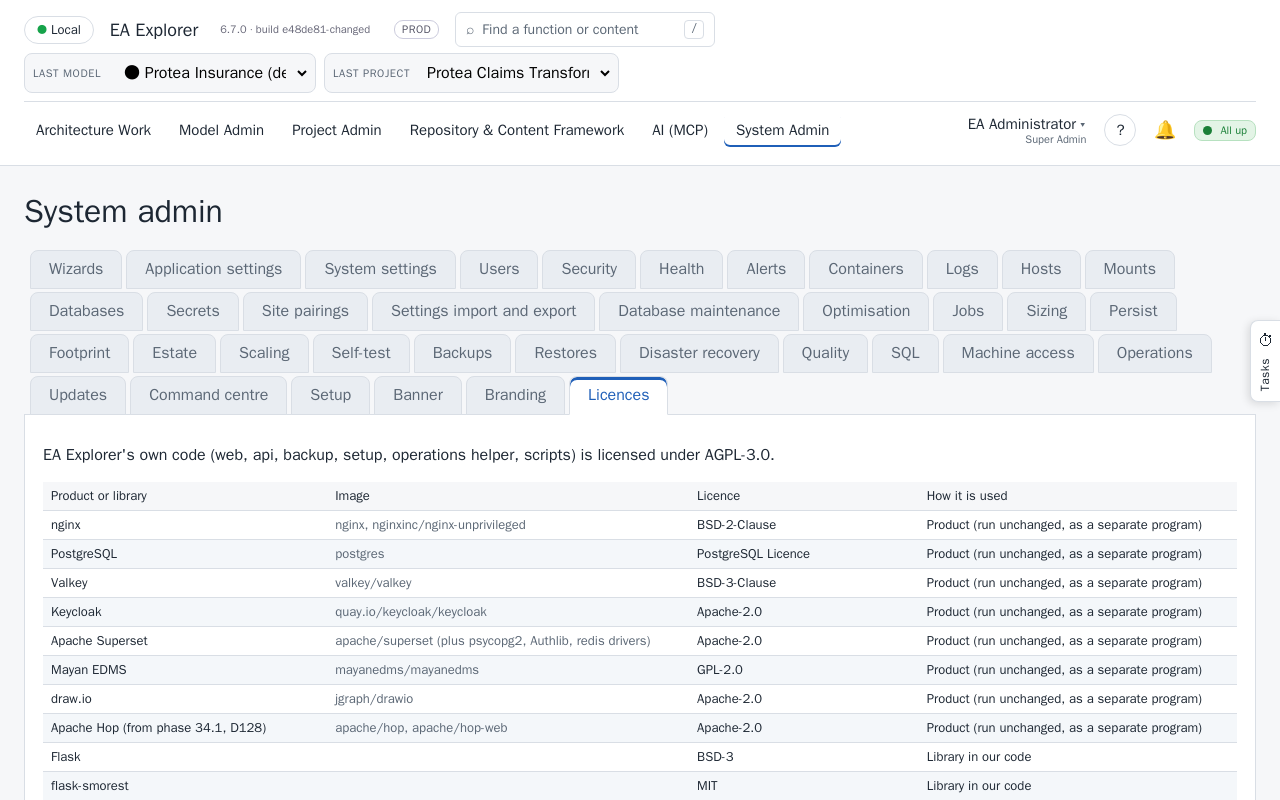 Local
EA Explorer
6.7.0 · build e48de81-changed
PROD
Find a function or content
/
LAST MODEL
Protea Insurance (de
LAST PROJECT
Protea Claims Transfor
Architecture Work
Model Admin
Project Admin
Repository & Content Framework
AI (MCP)
System Admin
EA Administrator
Super Admin
?
All up
System admin
Wizards
Application settings
System settings
Users
Security
Health
Alerts
Containers
Logs
Hosts
Mounts
Databases
Secrets
Site pairings
Settings import and export
Database maintenance
Optimisation
Jobs
Sizing
Persist
Footprint
Estate
Scaling
Self-test
Backups
Restores
Disaster recovery
Quality
SQL
Machine access
Operations
Updates
Command centre
Setup
Banner
Branding
Licences
Tasks
EA Explorer's own code (web, api, backup, setup, operations helper, scripts) is licensed under AGPL-3.0.
Product or library Image Licence How it is used
nginx nginx, nginxinc/nginx-unprivileged BSD-2-Clause Product (run unchanged, as a separate program)
PostgreSQL postgres PostgreSQL Licence Product (run unchanged, as a separate program)
Valkey valkey/valkey BSD-3-Clause Product (run unchanged, as a separate program)
Keycloak quay.io/keycloak/keycloak Apache-2.0 Product (run unchanged, as a separate program)
Apache Superset apache/superset (plus psycopg2, Authlib, redis drivers) Apache-2.0 Product (run unchanged, as a separate program)
Mayan EDMS mayanedms/mayanedms GPL-2.0 Product (run unchanged, as a separate program)
draw.io jgraph/drawio Apache-2.0 Product (run unchanged, as a separate program)
Apache Hop (from phase 34.1, D128) apache/hop, apache/hop-web Apache-2.0 Product (run unchanged, as a separate program)
Flask BSD-3 Library in our code
flask-smorest MIT Library in our code